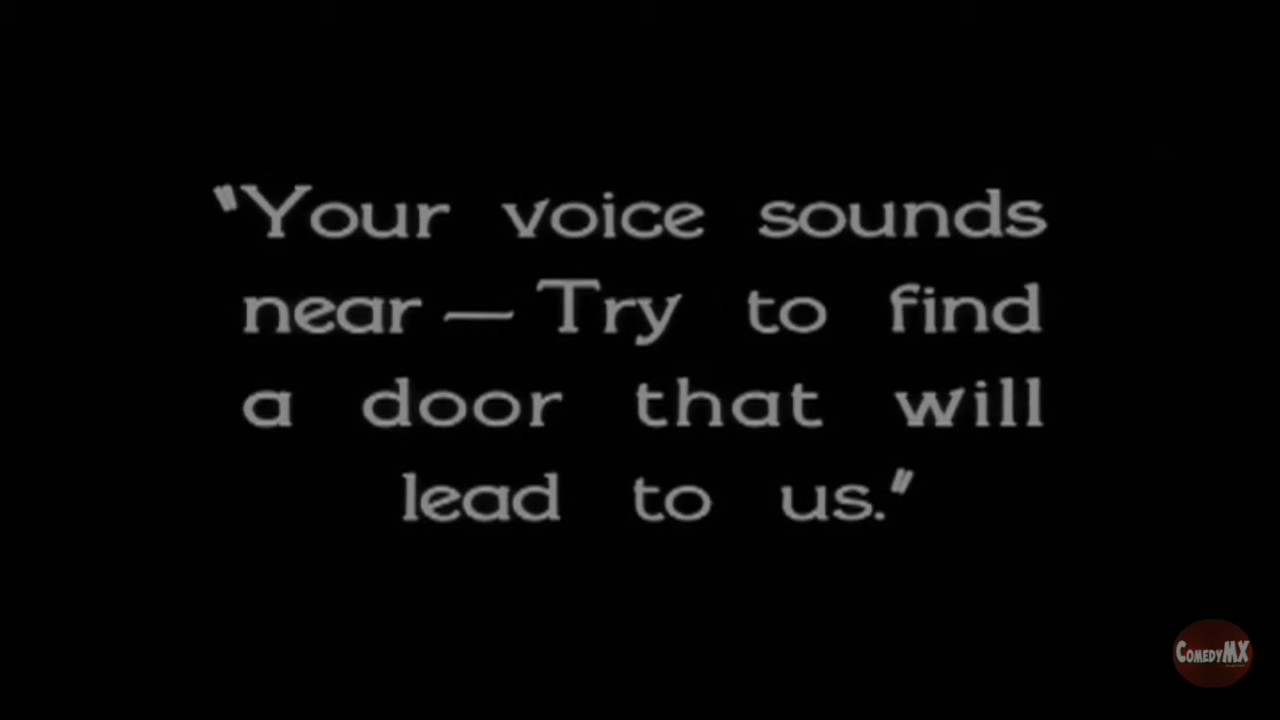 "Your voice sounds
near — Try to find
a door that will
lead to us."
COMEDYMX